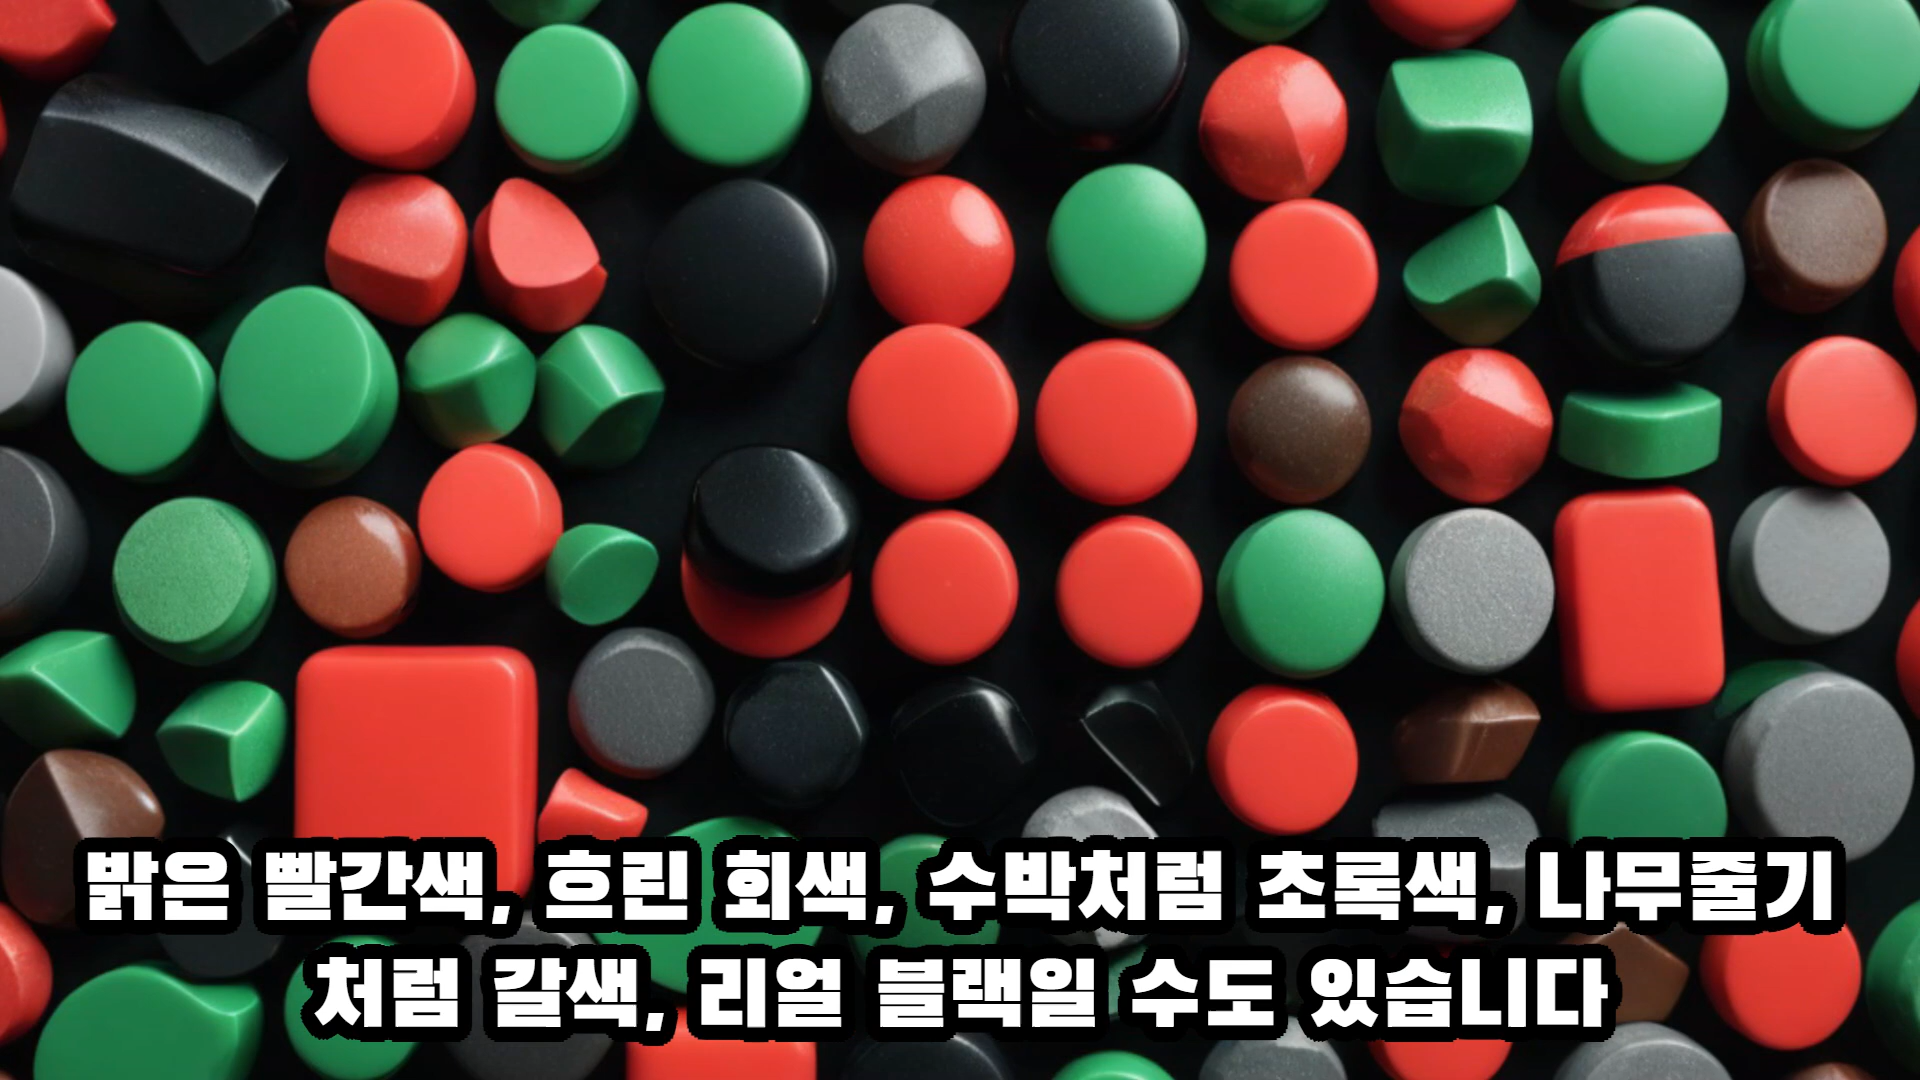 밝은 빨간색, 흐린 회색, 수박처럼 초록색, 나무줄기
처럼 갈색, 리얼 블랙일 수도 있습니다